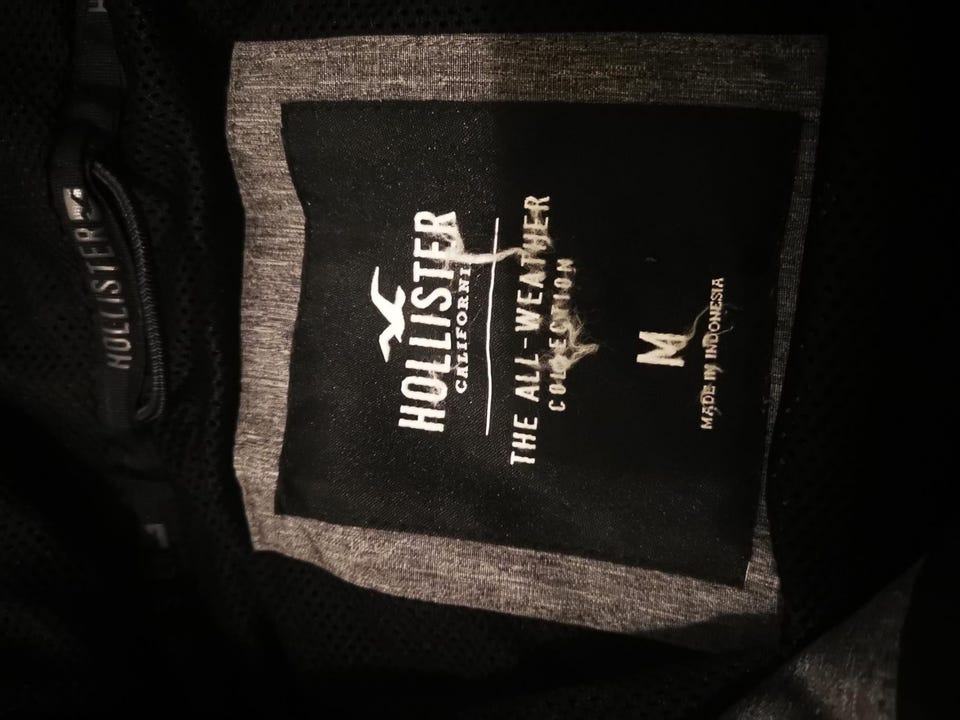 HOLLISTER
HOLLISTER
CALIFORNIA
THE ALL-WEATHER
COLLECTION
M
MADE IN INDONESIA